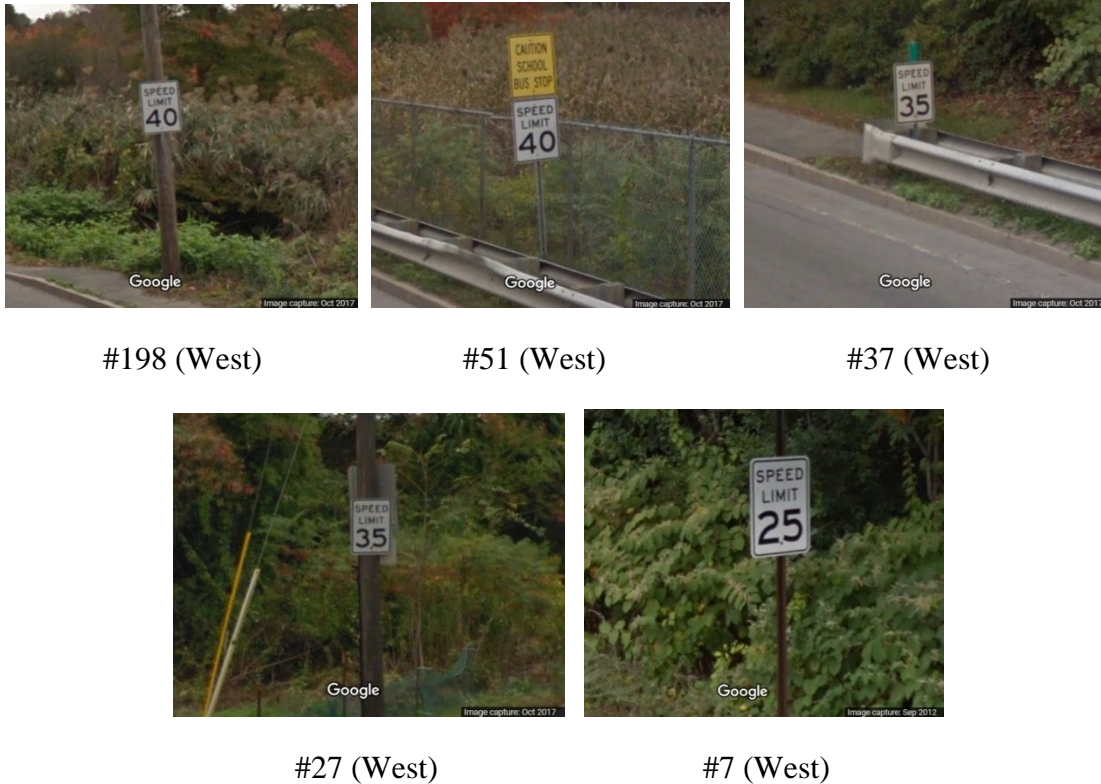 SPEED
LIMIT
40
Google
Image capture: Oct 2017
CAUTION
SCHOOL
BUS STOP
SPEED
LIMIT
40
Google
Image capture: Oct 2017
SPEED
LIMIT
35
Google
Image capture: Oct 2017
#198 (West)
#51 (West)
#37 (West)
SPEED
LIMIT
35
Google
Image capture: Oct 2017
SPEED
LIMIT
25
Google
Image capture: Sep 2012
#27 (West)
#7 (West)